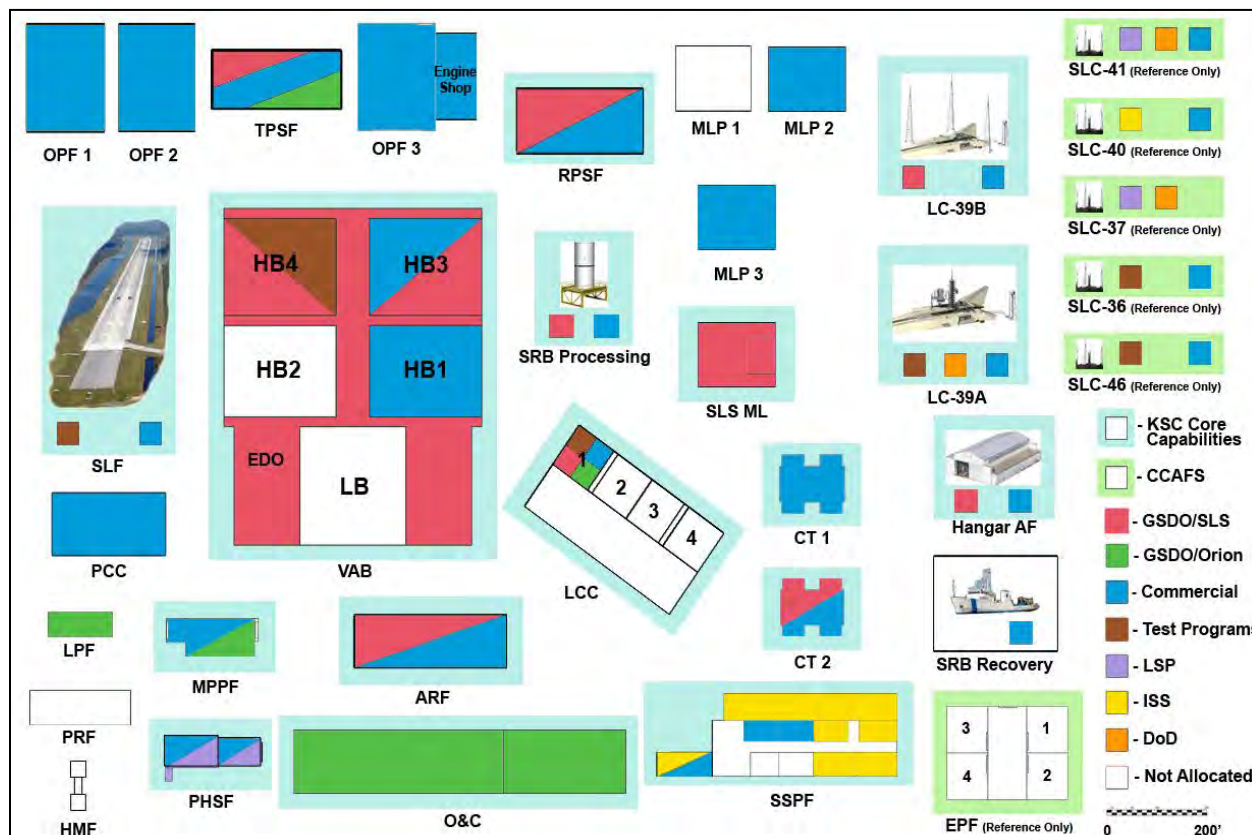 OPF 1
OPF 2
TPSF
Engine
Shop
OPF 3
RPSF
MLP 1
MLP 2
LC-39B
SLC-41 (Reference Only)
SLC-40 (Reference Only)
SLC-37 (Reference Only)
SLC-36 (Reference Only)
SLC-46 (Reference Only)
SLF
HB4
HB3
HB2
HB1
EDO
LB
VAB
SRB Processing
MLP 3
SLS ML
LC-39A
PCC
1
2
3
4
LCC
CT 1
CT 2
Hangar AF
SRB Recovery
- KSC Core
Capabilities
- CCAFS
- GSDO/SLS
- GSDO/Orion
- Commercial
- Test Programs
- LSP
- ISS
- DoD
- Not Allocated
0
200'
LPF
MPPF
ARF
PRF
HMF
PHSF
O&C
SSPF
3
1
4
2
EPF (Reference Only)